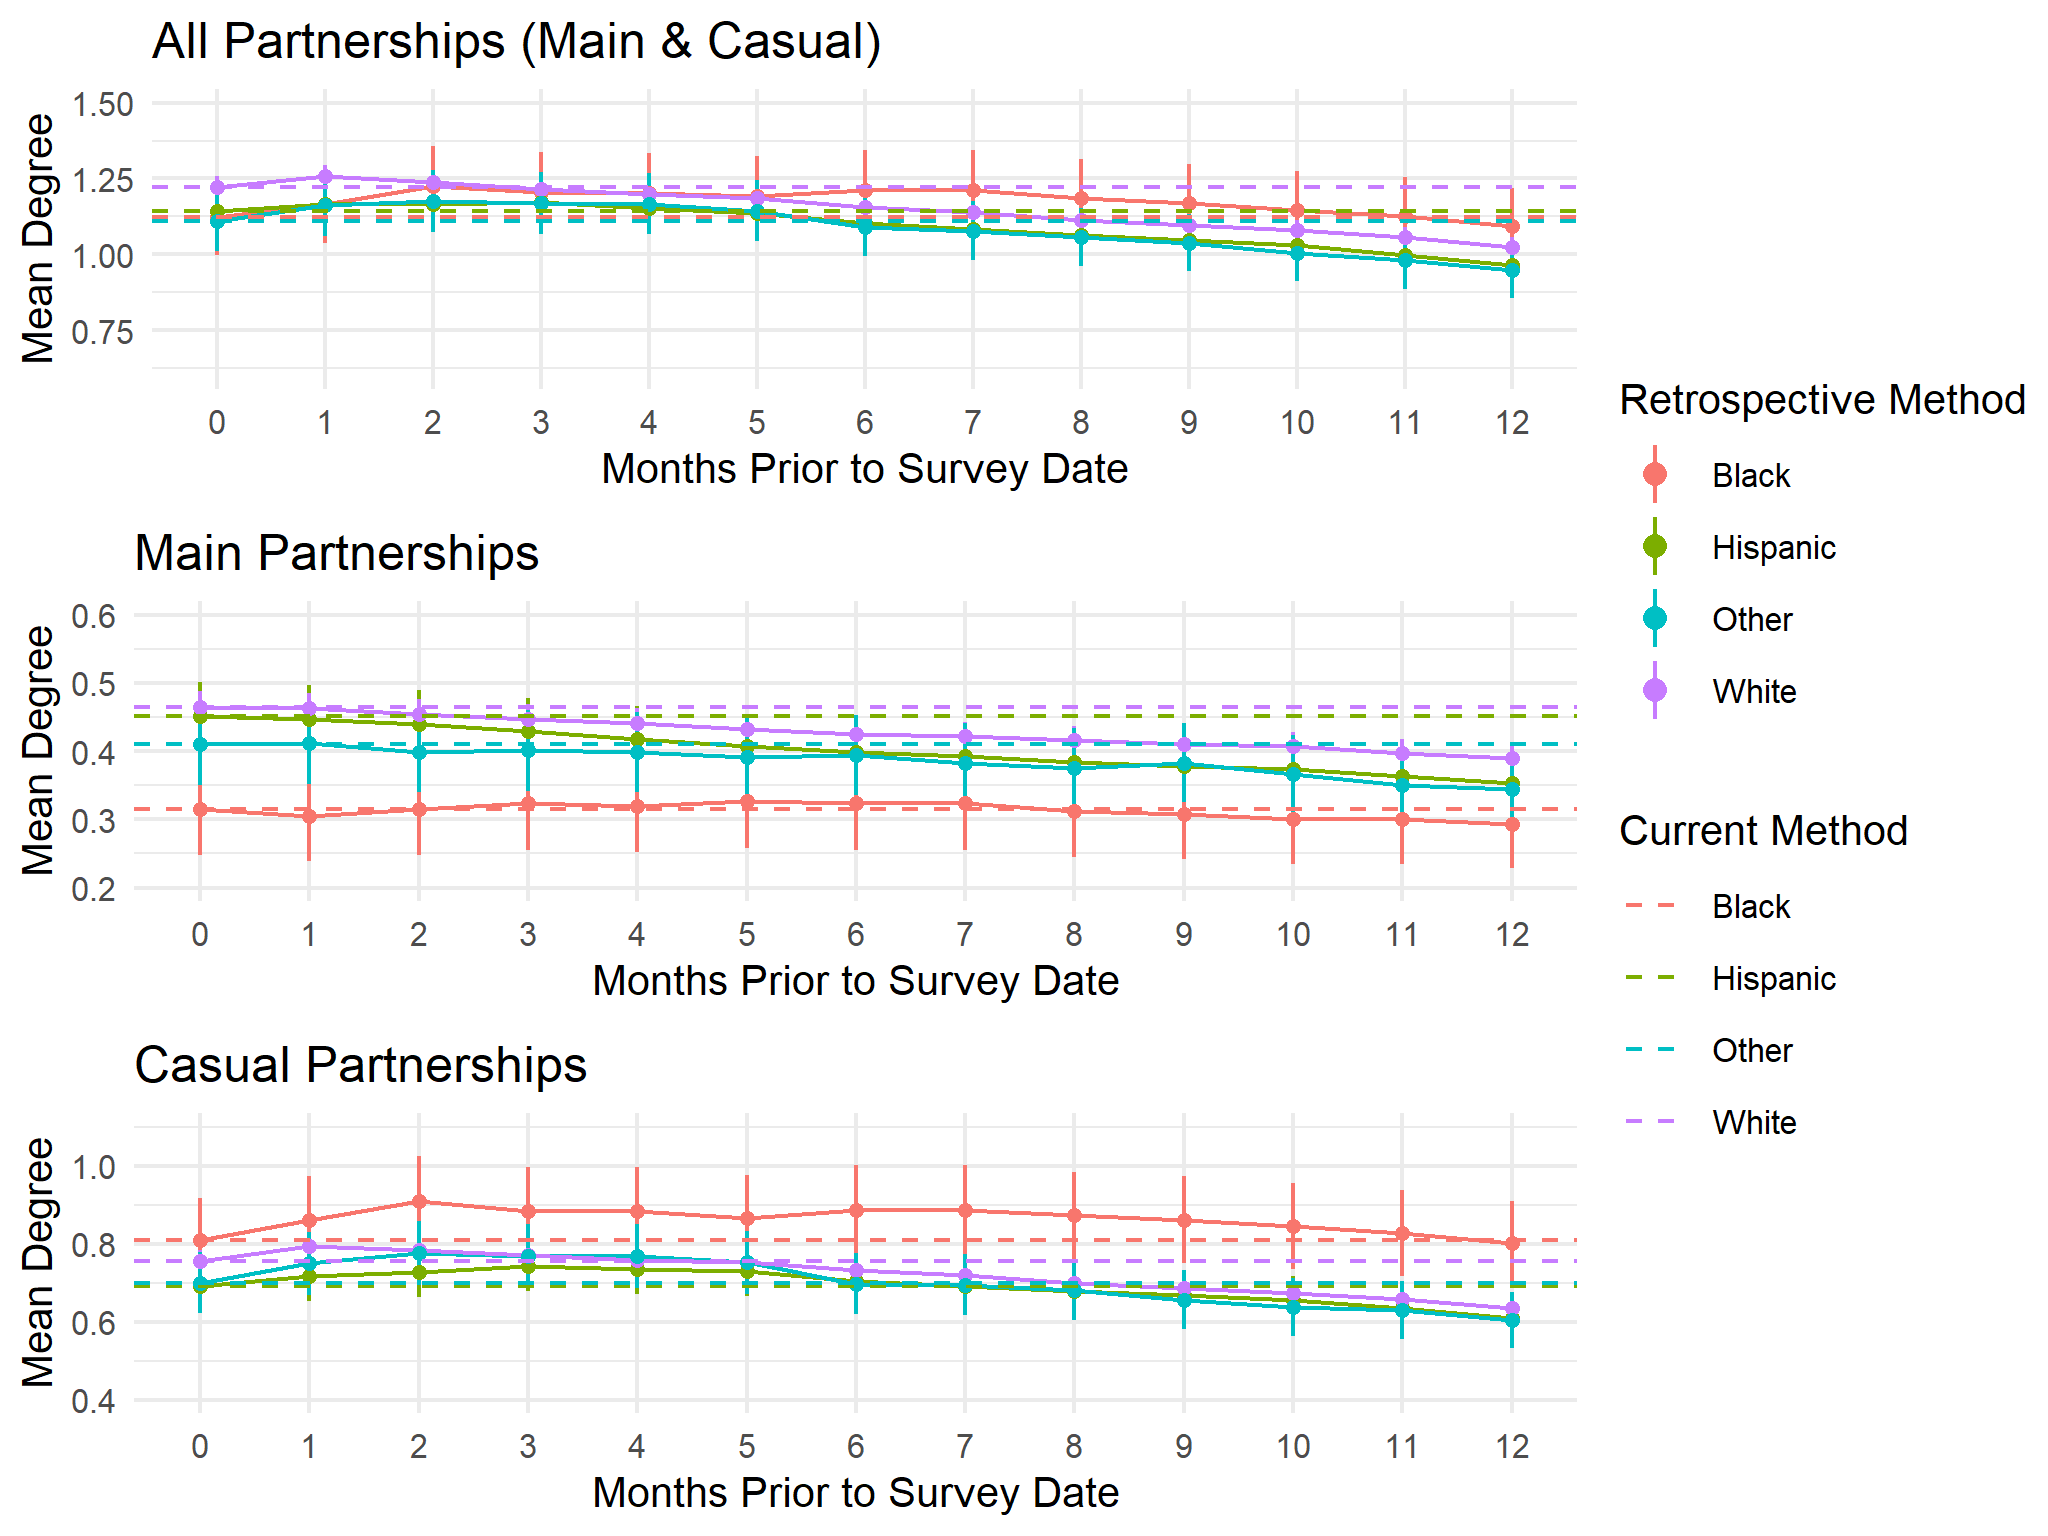 All Partnerships (Main & Casual)
Mean Degree
1.50
1.25
1.00
0.75
0 1 2 3 4 5 6 7 8 9 10 11 12
Months Prior to Survey Date
Main Partnerships
Mean Degree
0.6
0.5
0.4
0.3
0.2
0 1 2 3 4 5 6 7 8 9 10 11 12
Months Prior to Survey Date
Casual Partnerships
Mean Degree
1.0
0.8
0.6
0.4
0 1 2 3 4 5 6 7 8 9 10 11 12
Months Prior to Survey Date
Retrospective Method
Black
Hispanic
Other
White
Current Method
Black
Hispanic
Other
White